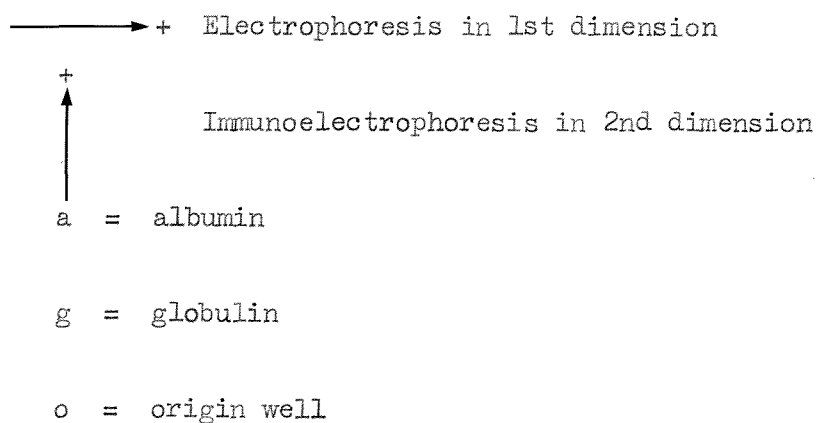 + Electrophoresis in 1st dimension
+
Immunoelectrophoresis in 2nd dimension
a = albumin
g = globulin
o = origin well